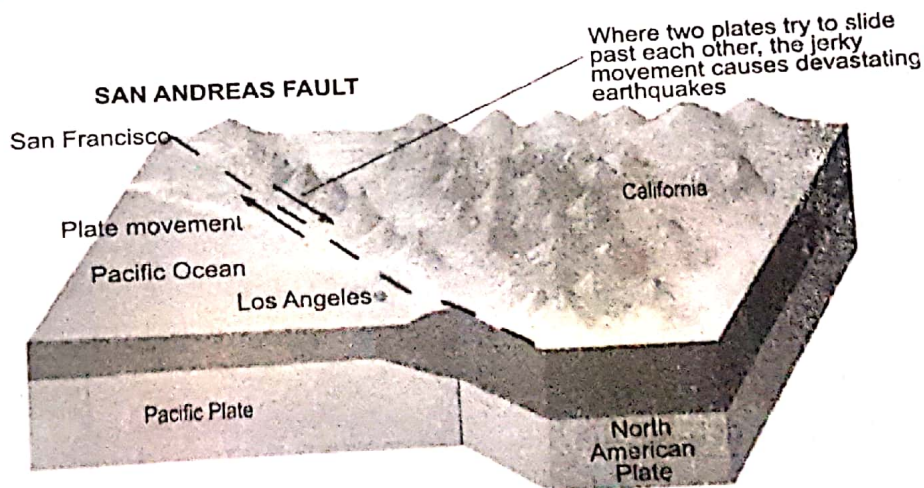 Where two plates try to slide
past each other, the jerky
movement causes devastating
earthquakes
SAN ANDREAS FAULT
San Francisco
California
Plate movement
Pacific Ocean
Los Angeles
Pacific Plate
North
American
Plate